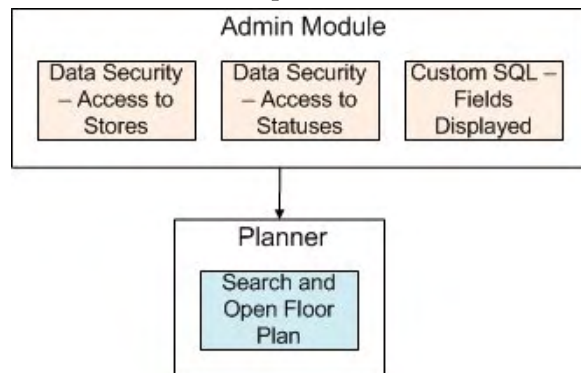 Admin Module
Data Security
– Access to
Stores
Data Security
– Access to
Statuses
Custom SQL –
Fields
Displayed
Planner
Search and
Open Floor
Plan